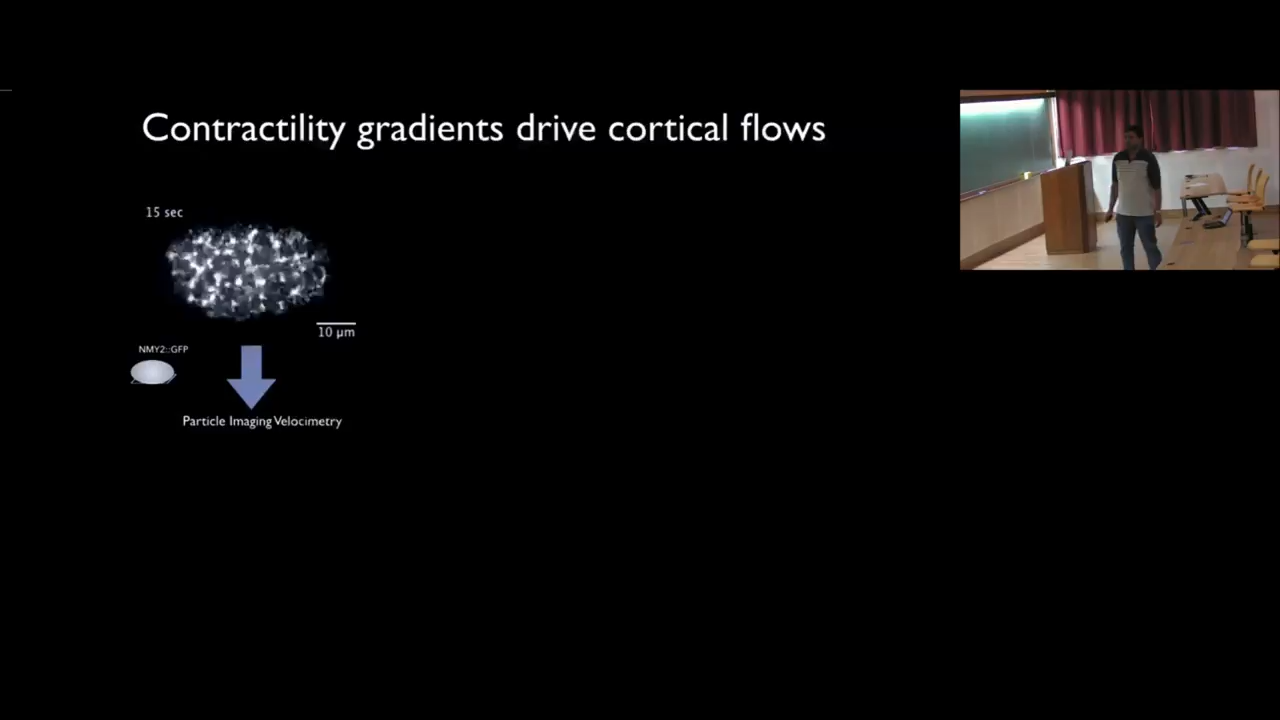 Contractility gradients drive cortical flows
15 sec
10 µm
NMY2::GFP
Particle Imaging Velocimetry